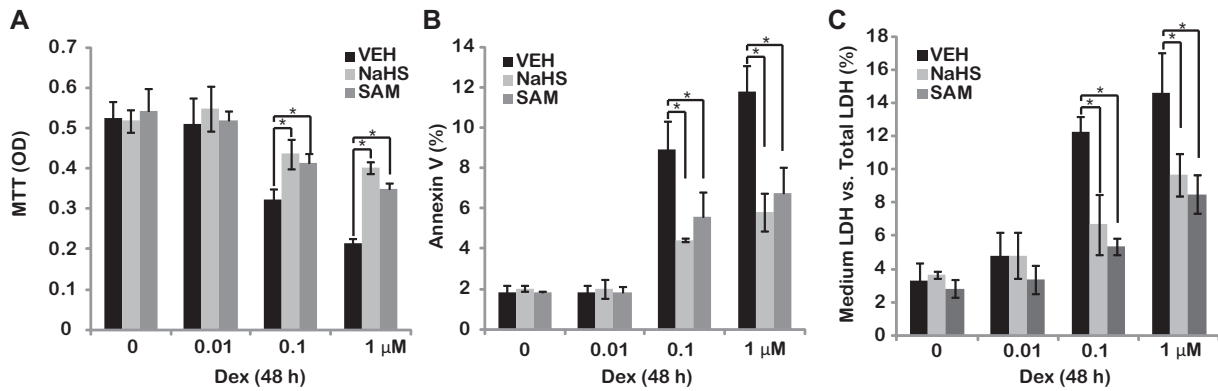 A
MTT (OD)
0.7
0.6
0.5
0.4
0.3
0.2
0.1
0
VEH
NaHS
SAM
*
*
*
*
0
0.01
0.1
1 μM
Dex (48 h)
B
Annexin V (%)
14
12
10
8
6
4
2
0
VEH
NaHS
SAM
*
*
*
*
0
0.01
0.1
1 μM
Dex (48 h)
C
Medium LDH vs. Total LDH (%)
18
16
14
12
10
8
6
4
2
0
VEH
NaHS
SAM
*
*
*
*
0
0.01
0.1
1 μM
Dex (48 h)